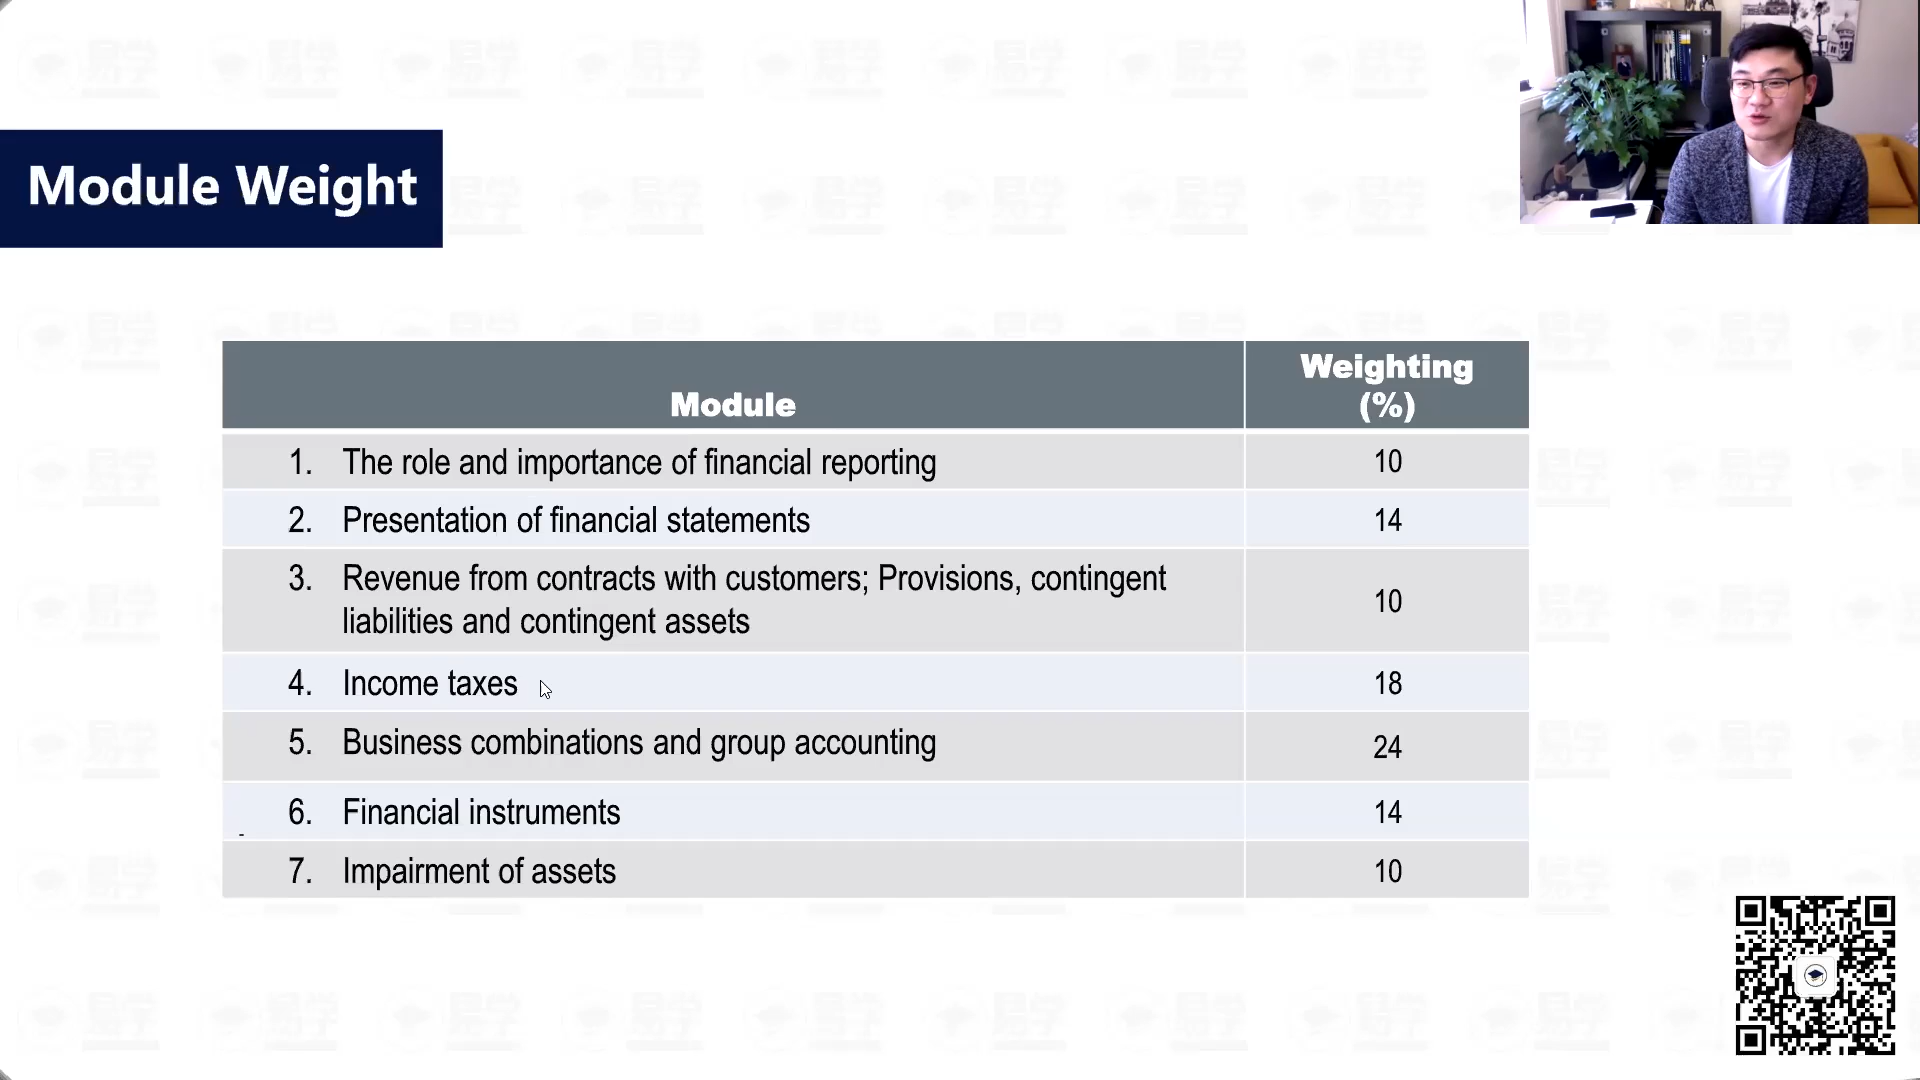 Module Weight
Module
Weighting
(%)
1. The role and importance of financial reporting
10
2. Presentation of financial statements
14
3. Revenue from contracts with customers; Provisions, contingent
liabilities and contingent assets
10
4. Income taxes
18
5. Business combinations and group accounting
24
6. Financial instruments
14
-
7. Impairment of assets
10
易学